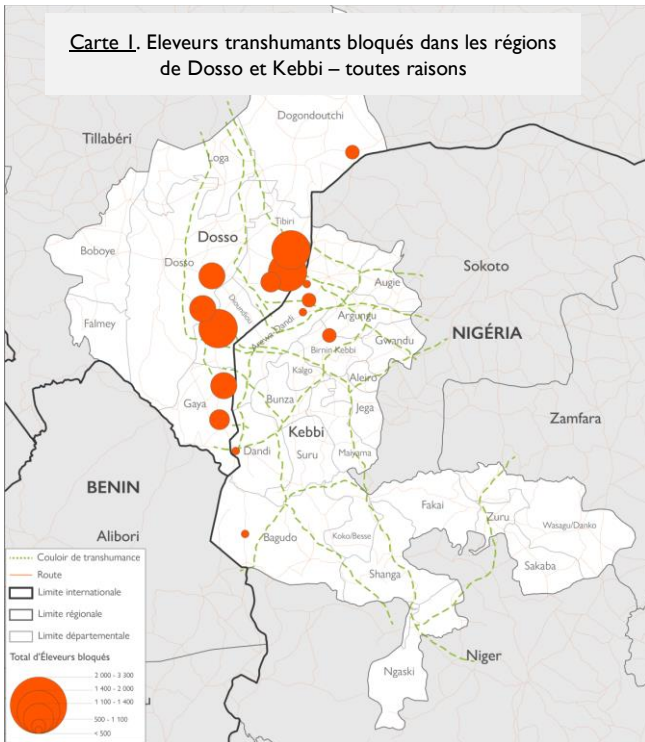 Carte 1. Eleveurs transhumants bloqués dans les régions
de Dosso et Kebbi – toutes raisons
Dogondoutchi
Tillabéri
Loga
Tibiri
Dosso
Boboye
Dosso
Sokoto
Augie
Dioundiou
Falmey
Argungu
NIGÉRIA
Arewa-Dandi
Gwandu
Birnin-Kebbi
Kalgo
Aleiro
Gaya
Bunza
Jega
Zamfara
Kebbi
Dandi
Suru
Maiyama
BENIN
Fakai
Zuru
Wasagu/Danko
Alibori
Bagudo
Koko/Besse
Sakaba
Shanga
Niger
Ngaski
Couloir de transhumance
Route
Limite internationale
Limite régionale
Limite départementale
Total d'Éleveurs bloqués
2 000 - 3 300
1 400 - 2 000
1 100 - 1 400
500 - 1 100
< 500